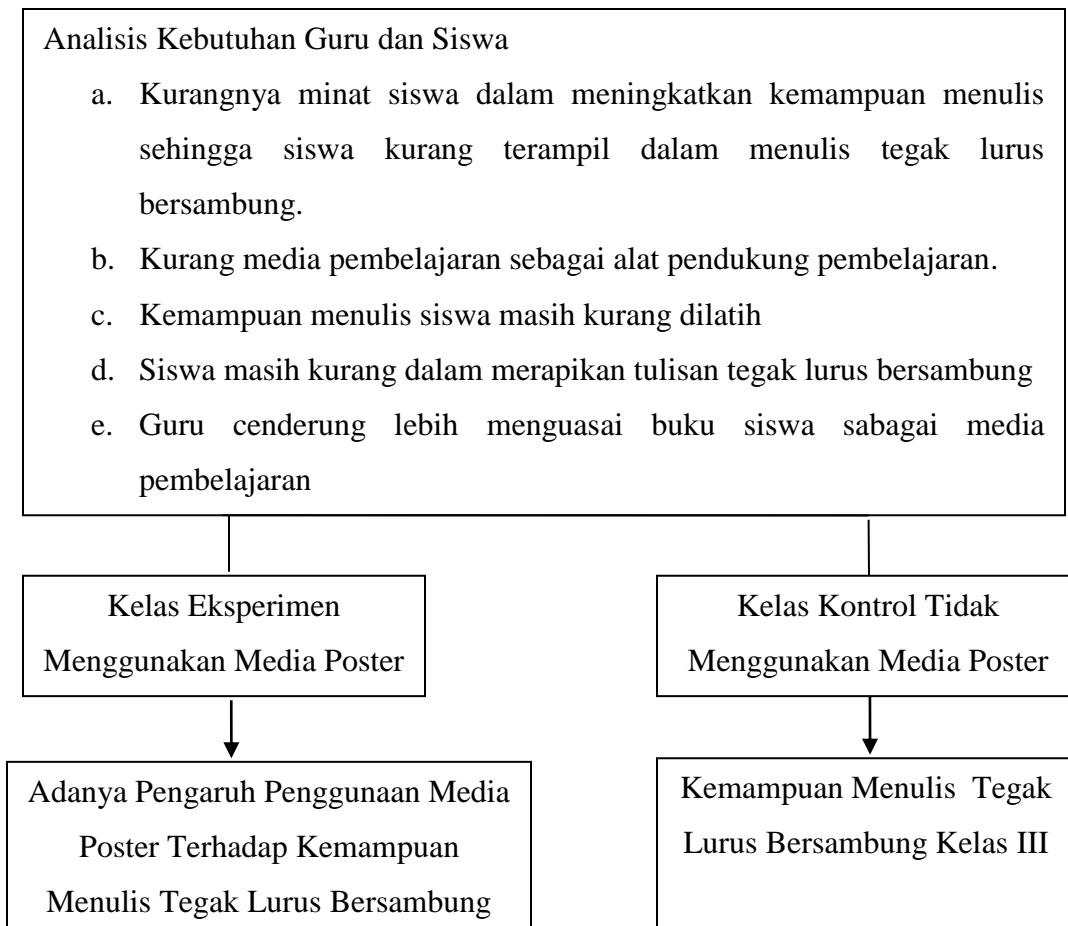 Analisis Kebutuhan Guru dan Siswa
a. Kurangnya minat siswa dalam meningkatkan kemampuan menulis
sehingga siswa kurang terampil dalam menulis tegak lurus
bersambung.
b. Kurang media pembelajaran sebagai alat pendukung pembelajaran.
c. Kemampuan menulis siswa masih kurang dilatih
d. Siswa masih kurang dalam merapikan tulisan tegak lurus bersambung
e. Guru cenderung lebih menguasai buku siswa sabagai media
pembelajaran
Kelas Eksperimen
Menggunakan Media Poster
Kelas Kontrol Tidak
Menggunakan Media Poster
Adanya Pengaruh Penggunaan Media
Poster Terhadap Kemampuan
Menulis Tegak Lurus Bersambung
Kemampuan Menulis Tegak
Lurus Bersambung Kelas III